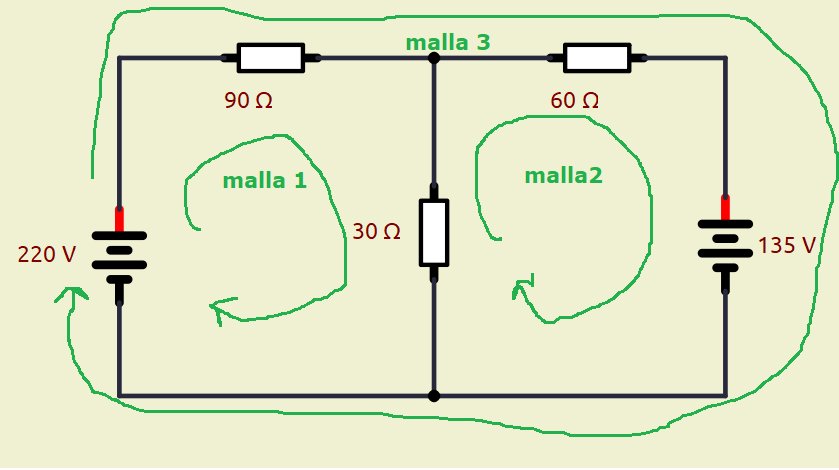 malla 3
90 Ω
60 Ω
malla 1
malla2
30 Ω
220 V
135 V